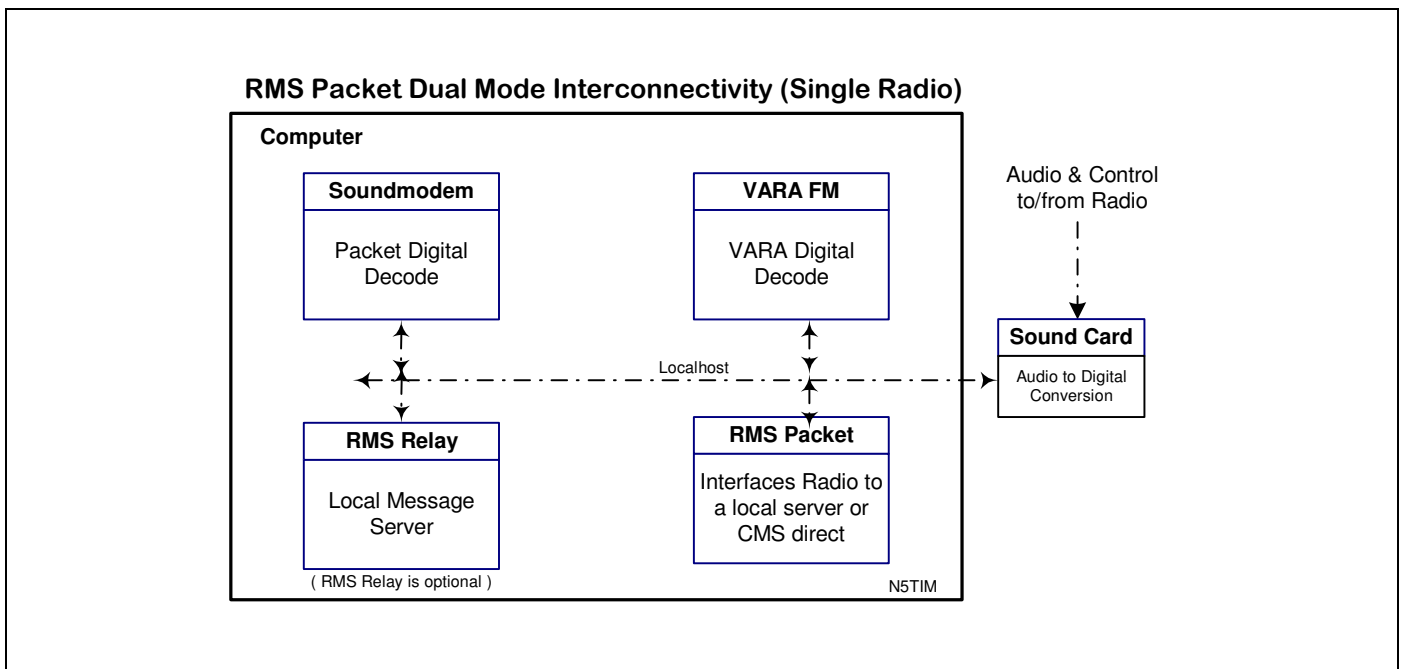 RMS Packet Dual Mode Interconnectivity (Single Radio)
Computer
Soundmodem
Packet Digital
Decode
VARA FM
VARA Digital
Decode
Audio & Control
to/from Radio
Sound Card
Audio to Digital
Conversion
Localhost
RMS Relay
Local Message
Server
( RMS Relay is optional )
RMS Packet
Interfaces Radio to
a local server or
CMS direct
N5TIM